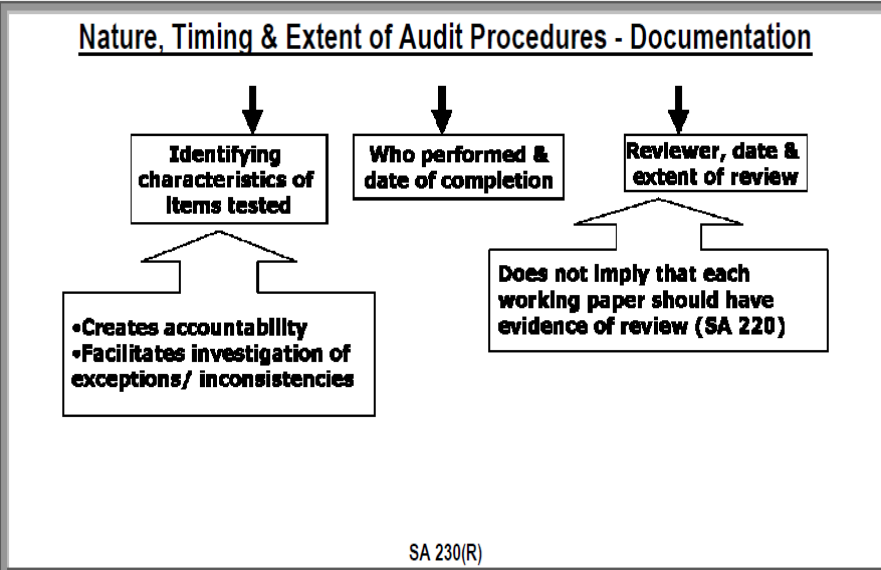 Nature, Timing & Extent of Audit Procedures - Documentation
Identifying
characteristics of
items tested
Who performed &
date of completion
Reviewer, date &
extent of review
•Creates accountability
•Facilitates investigation of
exceptions/ inconsistencies
Does not imply that each
working paper should have
evidence of review (SA 220)
SA 230(R)